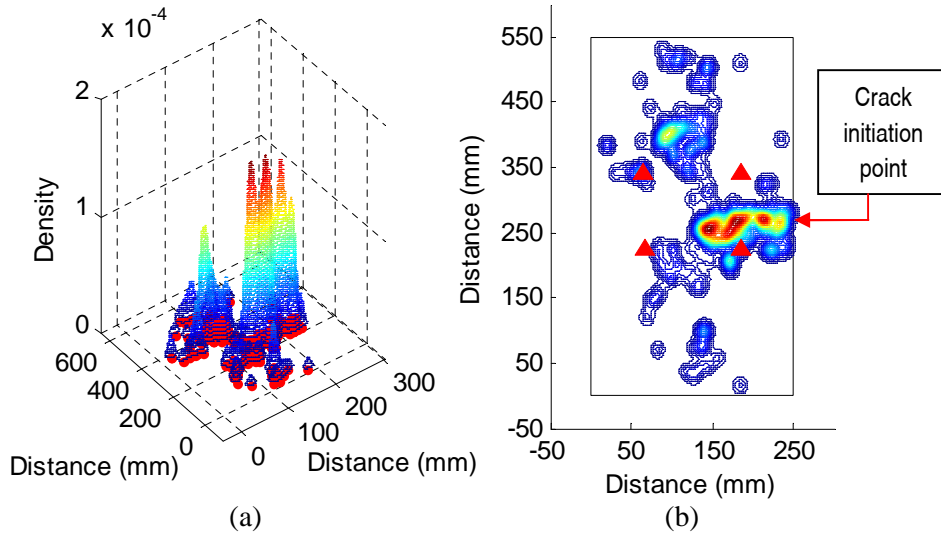 x 10-4
2
1
0
Density
600
400
200
0
0
100
200
300
Distance (mm)
Distance (mm)
(a)
550
450
350
250
150
50
-50
Distance (mm)
-50
50
150
250
Distance (mm)
(b)
Crack
initiation
point